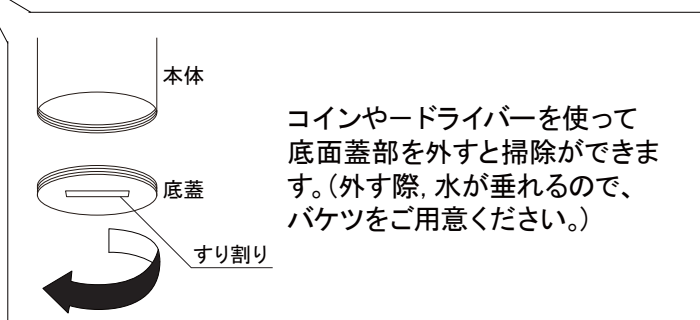 本体
底蓋
すり割り
コインや－ドライバーを使って
底面蓋部を外すと掃除ができま
す。(外す際, 水が垂れるので、
バケツをご用意ください。)